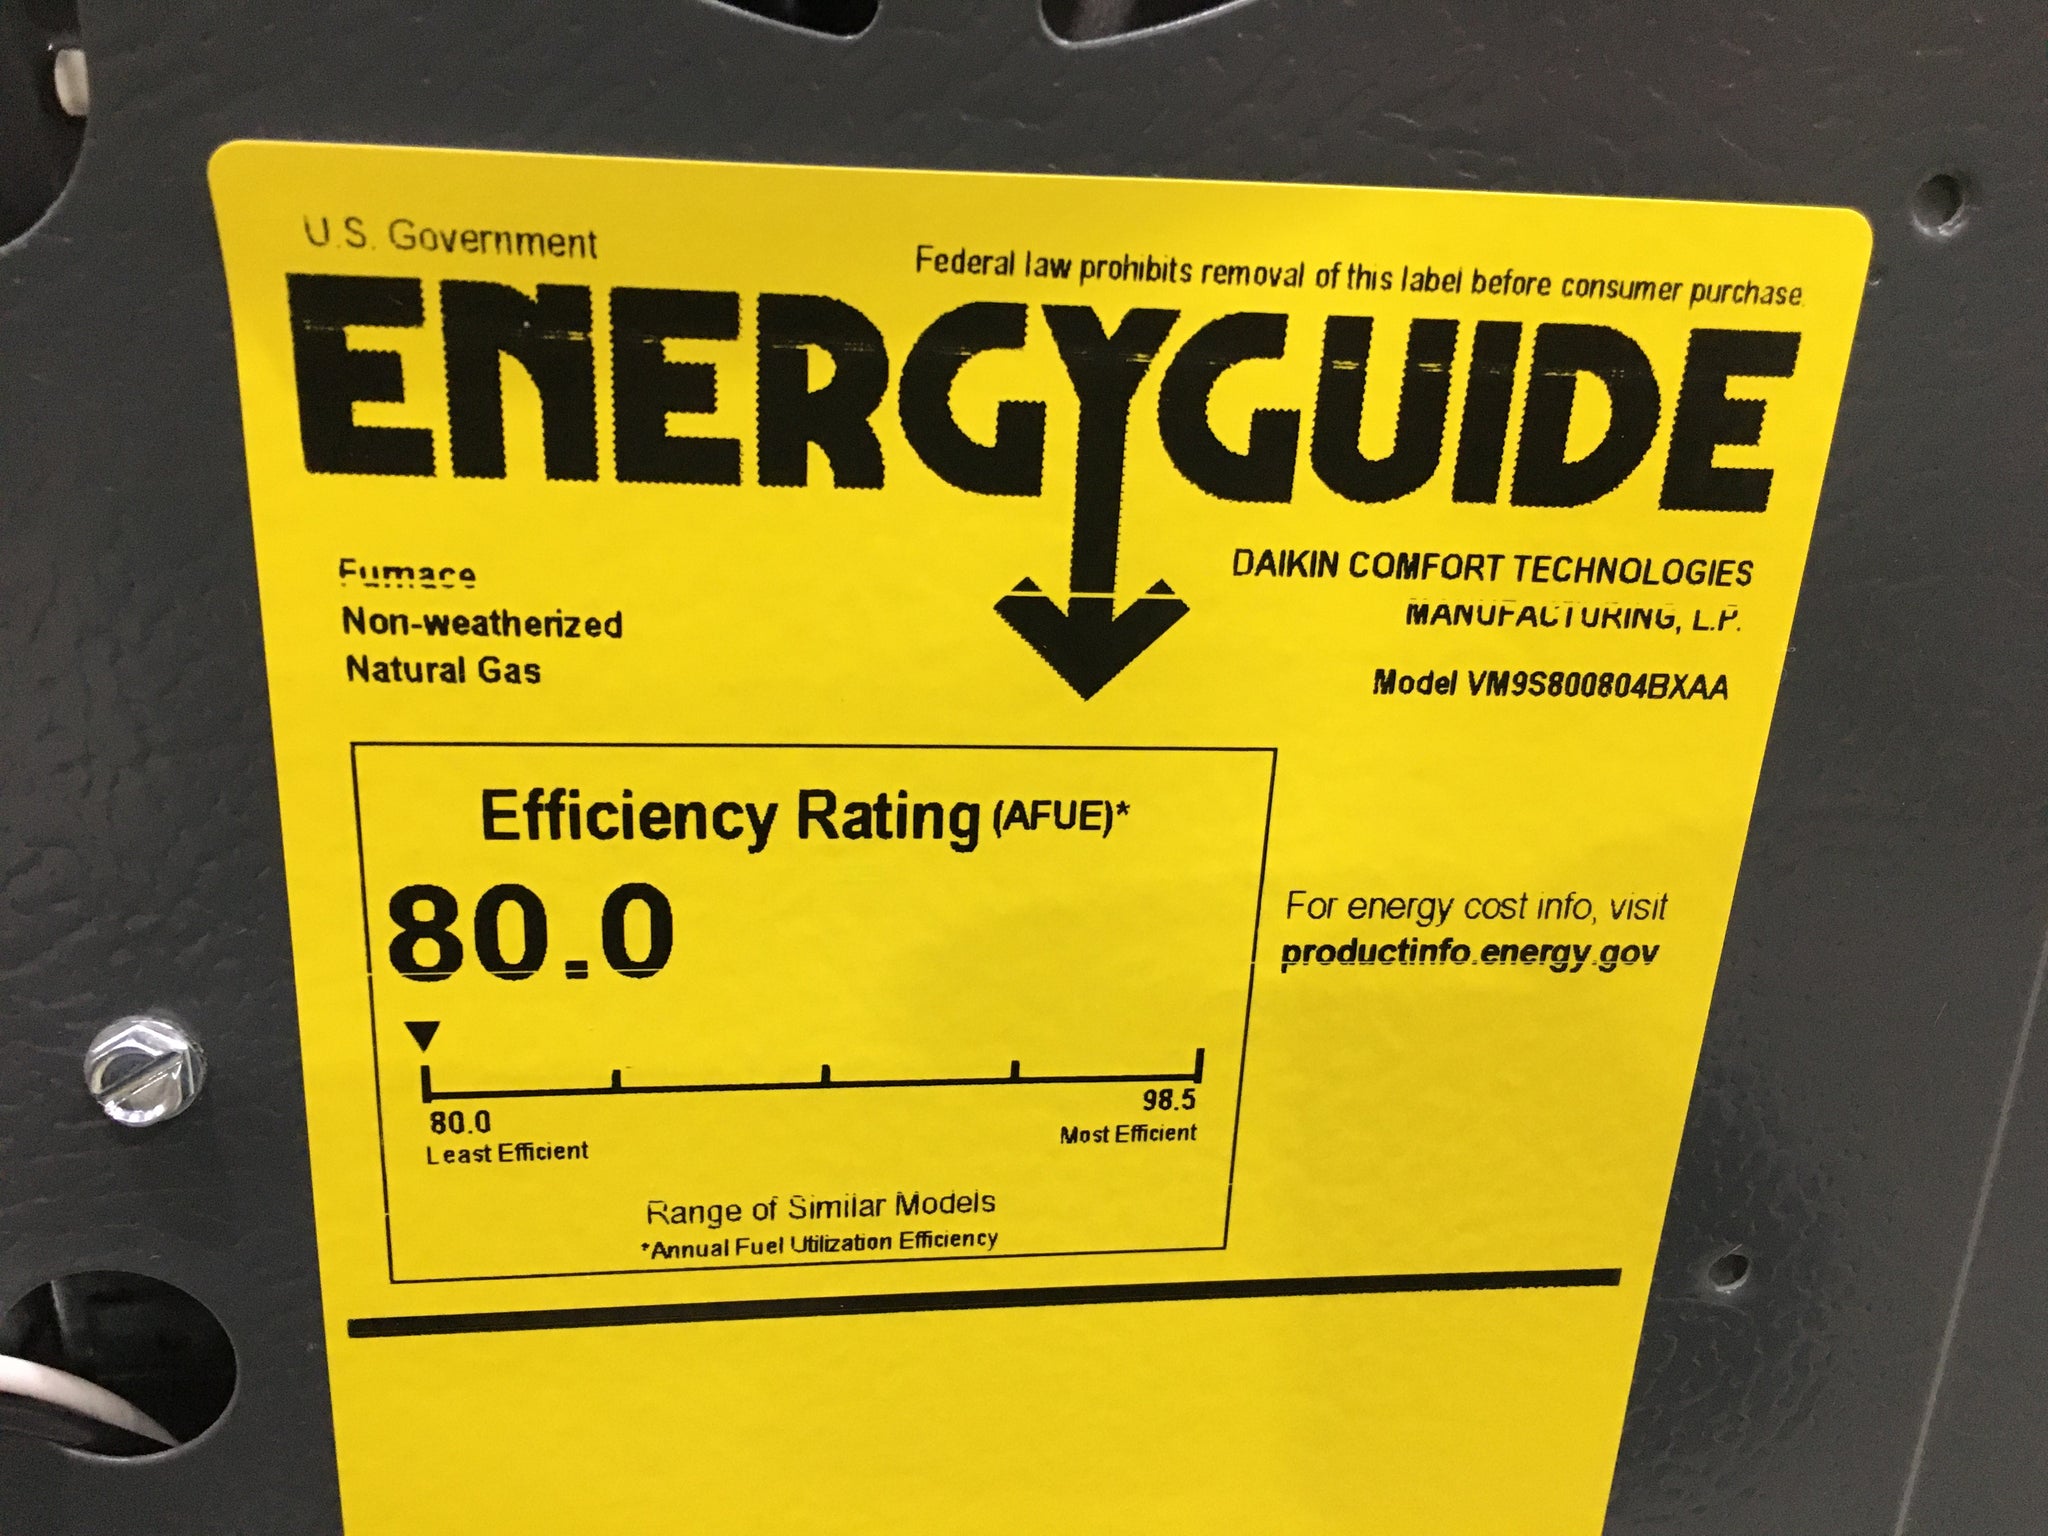 U.S. Government
Federal law prohibits removal of this label before consumer purchase.
ENERGYGUIDE
Furnace
Non-weatherized
Natural Gas
DAIKIN COMFORT TECHNOLOGIES
MANUFACTURING, L.P.
Model VM9S800804BXAA
Efficiency Rating (AFUE)*
80.0
80.0
Least Efficient
98.5
Most Efficient
Range of Similar Models
*Annual Fuel Utilization Efficiency
For energy cost info, visit
productinfo.energy.gov